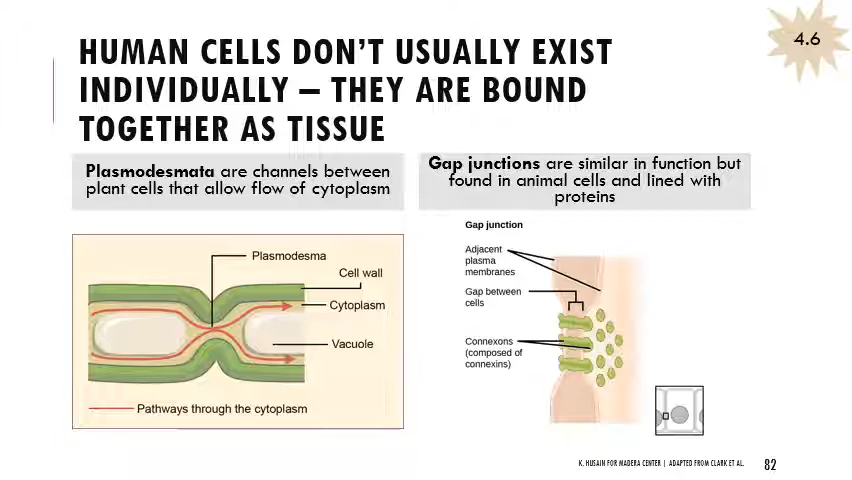 4.6
HUMAN CELLS DON'T USUALLY EXIST
INDIVIDUALLY – THEY ARE BOUND
TOGETHER AS TISSUE
Plasmodesmata are channels between
plant cells that allow flow of cytoplasm
Gap junctions are similar in function but
found in animal cells and lined with
proteins
Plasmodesma
Cell wall
Cytoplasm
Vacuole
Pathways through the cytoplasm
Gap junction
Adjacent
plasma
membranes
Gap between
cells
Connexons
(composed of
connexins)
K. HUSAIN FOR MADERA CENTER | ADAPTED FROM CLARK ET AL.
82